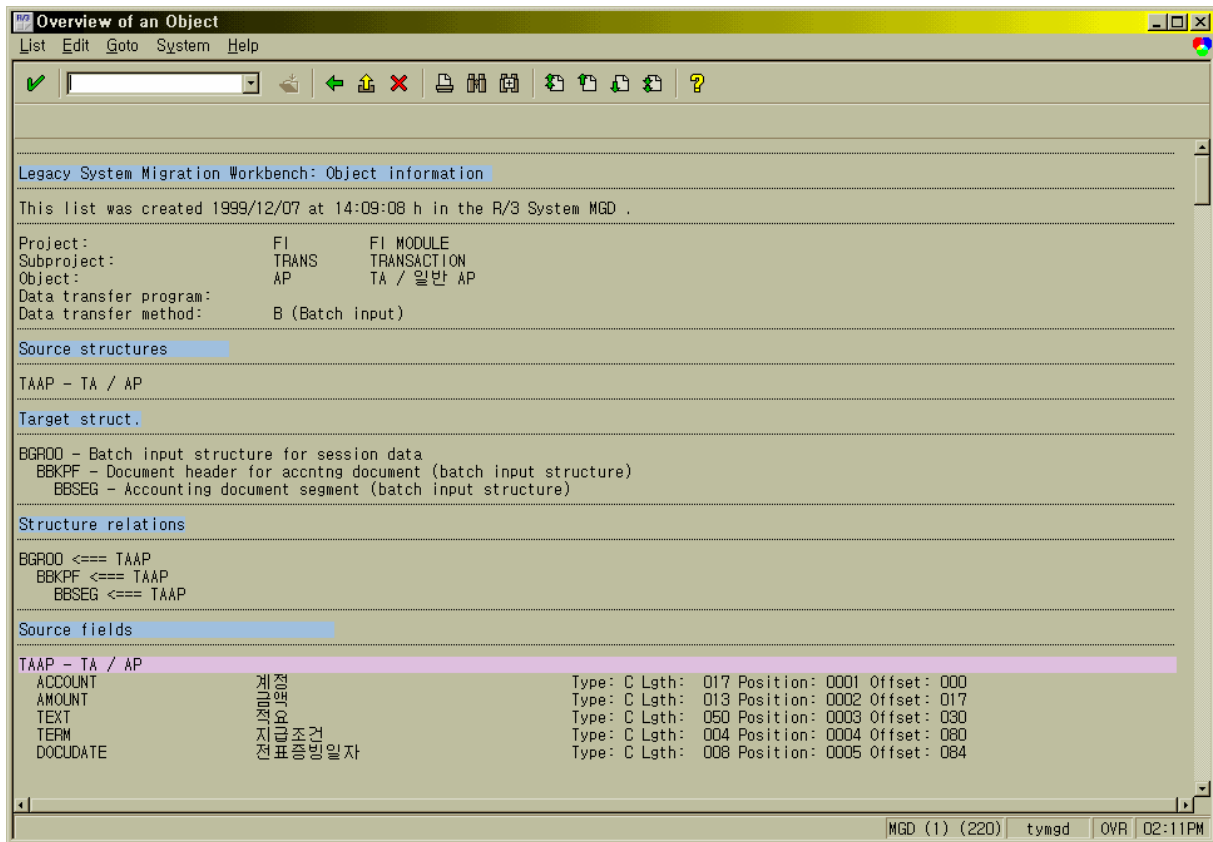 Overview of an Object
List Edit Goto System Help
Legacy System Migration Workbench: Object information
This list was created 1999/12/07 at 14:09:08 h in the R/3 System MGD .
Project: FI FI MODULE
Subproject: TRANS TRANSACTION
Object: AP TA / 일반 AP
Data transfer program:
Data transfer method: B (Batch input)
Source structures
TAAP - TA / AP
Target struct.
BGR00 - Batch input structure for session data
BBKPF - Document header for accntng document (batch input structure)
BBSEG - Accounting document segment (batch input structure)
Structure relations
BGR00 <=== TAAP
BBKPF <=== TAAP
BBSEG <=== TAAP
Source fields
TAAP - TA / AP
ACCOUNT 계정 Type: C Lgth: 017 Position: 0001 Offset: 000
AMOUNT 금액 Type: C Lgth: 013 Position: 0002 Offset: 017
TEXT 적요 Type: C Lgth: 050 Position: 0003 Offset: 030
TERM 지급조건 Type: C Lgth: 004 Position: 0004 Offset: 080
DOCUDATE 전표증빙일자 Type: C Lgth: 008 Position: 0005 Offset: 084
MGD (1) (220) tymgd OVR 02:11PM